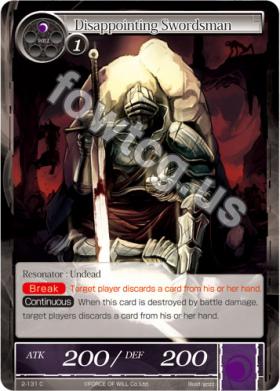 Disappointing Swordsman
1
fowtcg.us
Resonator : Undead
Break Target player discards a card from his or her hand.
Continuous When this card is destroyed by battle damage,
target players discards a card from his or her hand.
2-131 C
ATK 200/ DEF 200
©FORCE OF WILL Co.,Ltd.